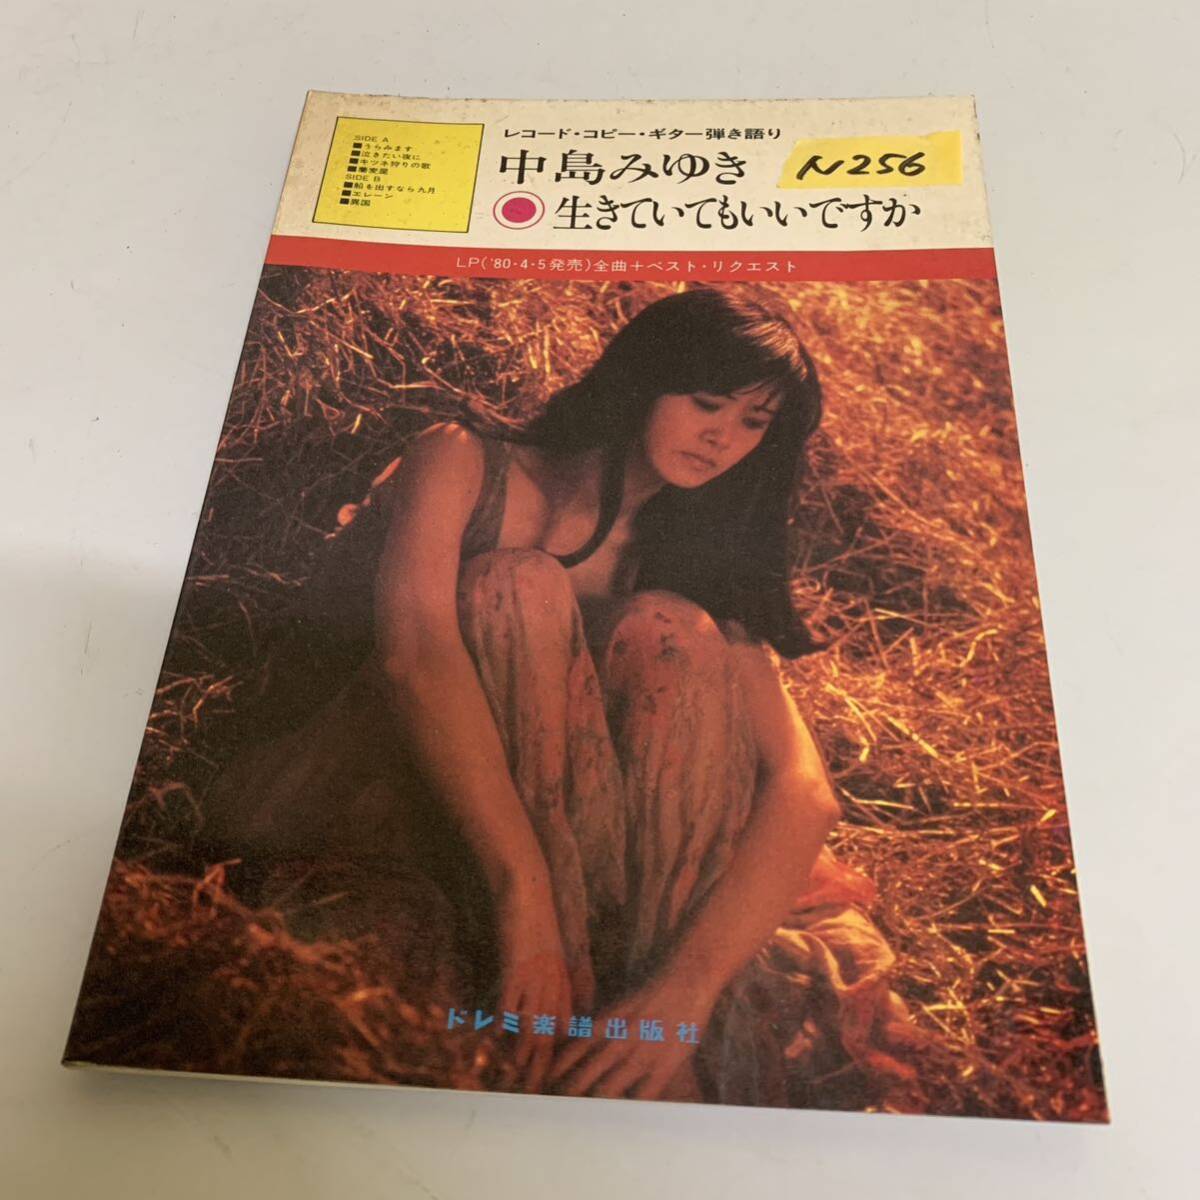 SIDE A
■うらみます
■泣きたい夜に
■キツネ狩りの歌
■蕎麦屋
SIDE B
■船を出すなら九月
■エレーン
■異国
レコード・コピー・ギター弾き語り
中島みゆき
N256
生きていてもいいですか
LP('80・4・5発売)全曲+ベスト・リクエスト
ドレミ楽譜出版社